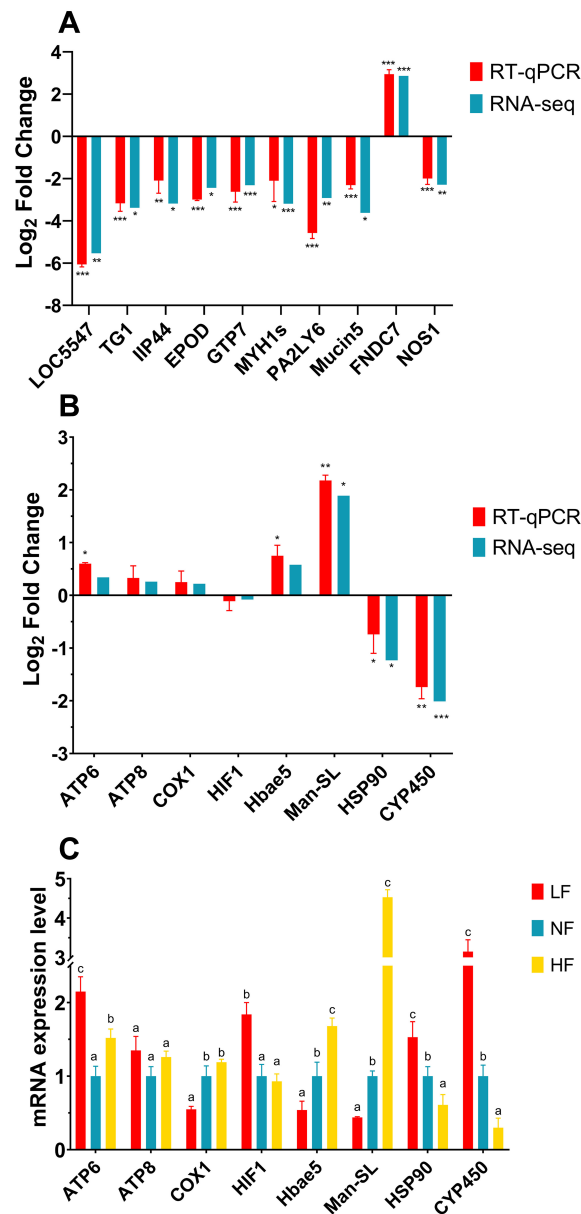 A
Log2 Fold Change
4
2
0
-2
-4
-6
-8
*** ***
*** **
*** *
** *
*** *
*** ***
* ***
*** **
*** *
*** **
RT-qPCR
RNA-seq
LOC5547 TG1 IIP44 EPOD GTP7 MYH1s PA2LY6 Mucin5 FNDC7 NOS1
B
Log2 Fold Change
3
2
1
0
-1
-2
-3
*
*
** *
* *
** ***
RT-qPCR
RNA-seq
ATP6 ATP8 COX1 HIF1 Hbae5 Man-SL HSP90 CYP450
C
mRNA expression level
5
4
3
2
1
0
c a b
a a a
a b b
b a a
a b c
a b c
c b a
c b a
LF
NF
HF
ATP6 ATP8 COX1 HIF1 Hbae5 Man-SL HSP90 CYP450